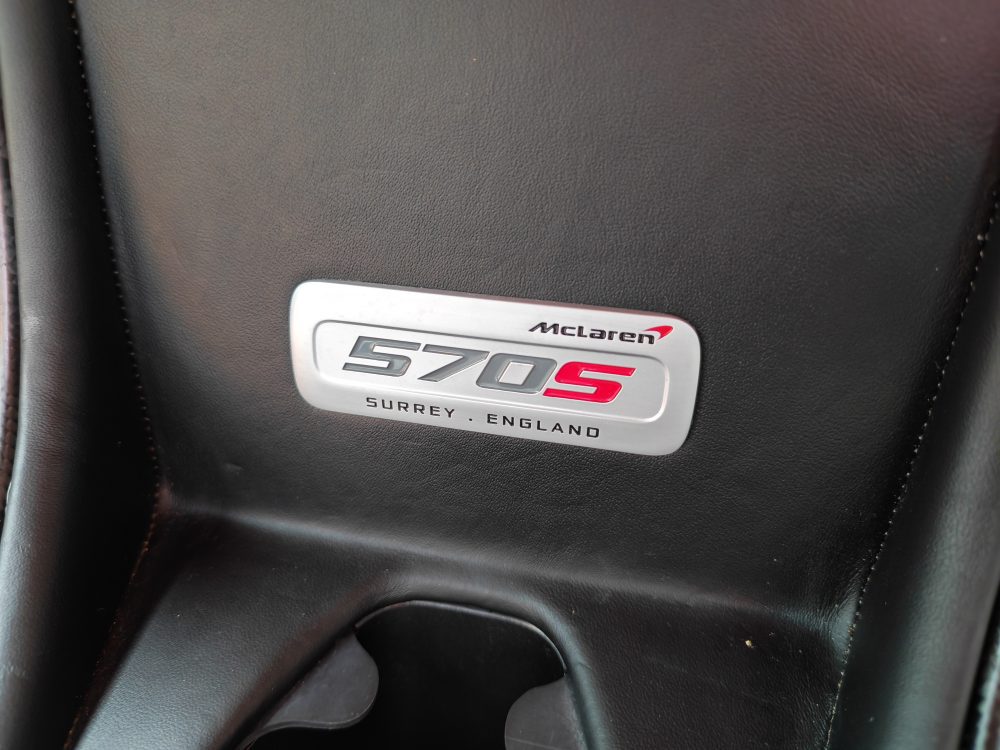 McLaren
570S
SURREY . ENGLAND